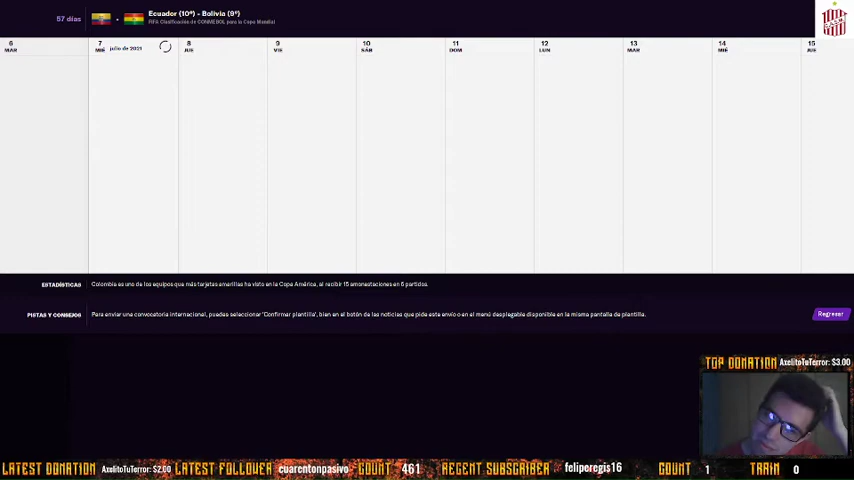 57 días
Ecuador (10º) - Bolivia (9º)
FIFA Clasificación de CONMEBOL para la Copa Mundial
6
MAR
7
MIÉ
julio de 2021
8
JUE
9
VIE
10
SÁB
11
DOM
12
LUN
13
MAR
14
MIÉ
15
JUE
ESTADÍSTICAS
Colombia es uno de los equipos que más tarjetas amarillas ha visto en la Copa América, al recibir 15 amonestaciones en 6 partidos.
PISTAS Y CONSEJOS
Para enviar una convocatoria internacional, puedes seleccionar 'Confirmar plantilla', bien en el botón de las noticias que pide este envío o en el menú desplegable disponible en la misma pantalla de plantilla.
Regresar
TOP DONATION AxelitoTuTerror: $3.00
LATEST DONATION AxelitoTuTerror: $2.00 LATEST FOLLOWER cuarentonpasivo COUNT 461 RECENT SUBSCRIBER feliperegis16 COUNT 1 TRAIN 0